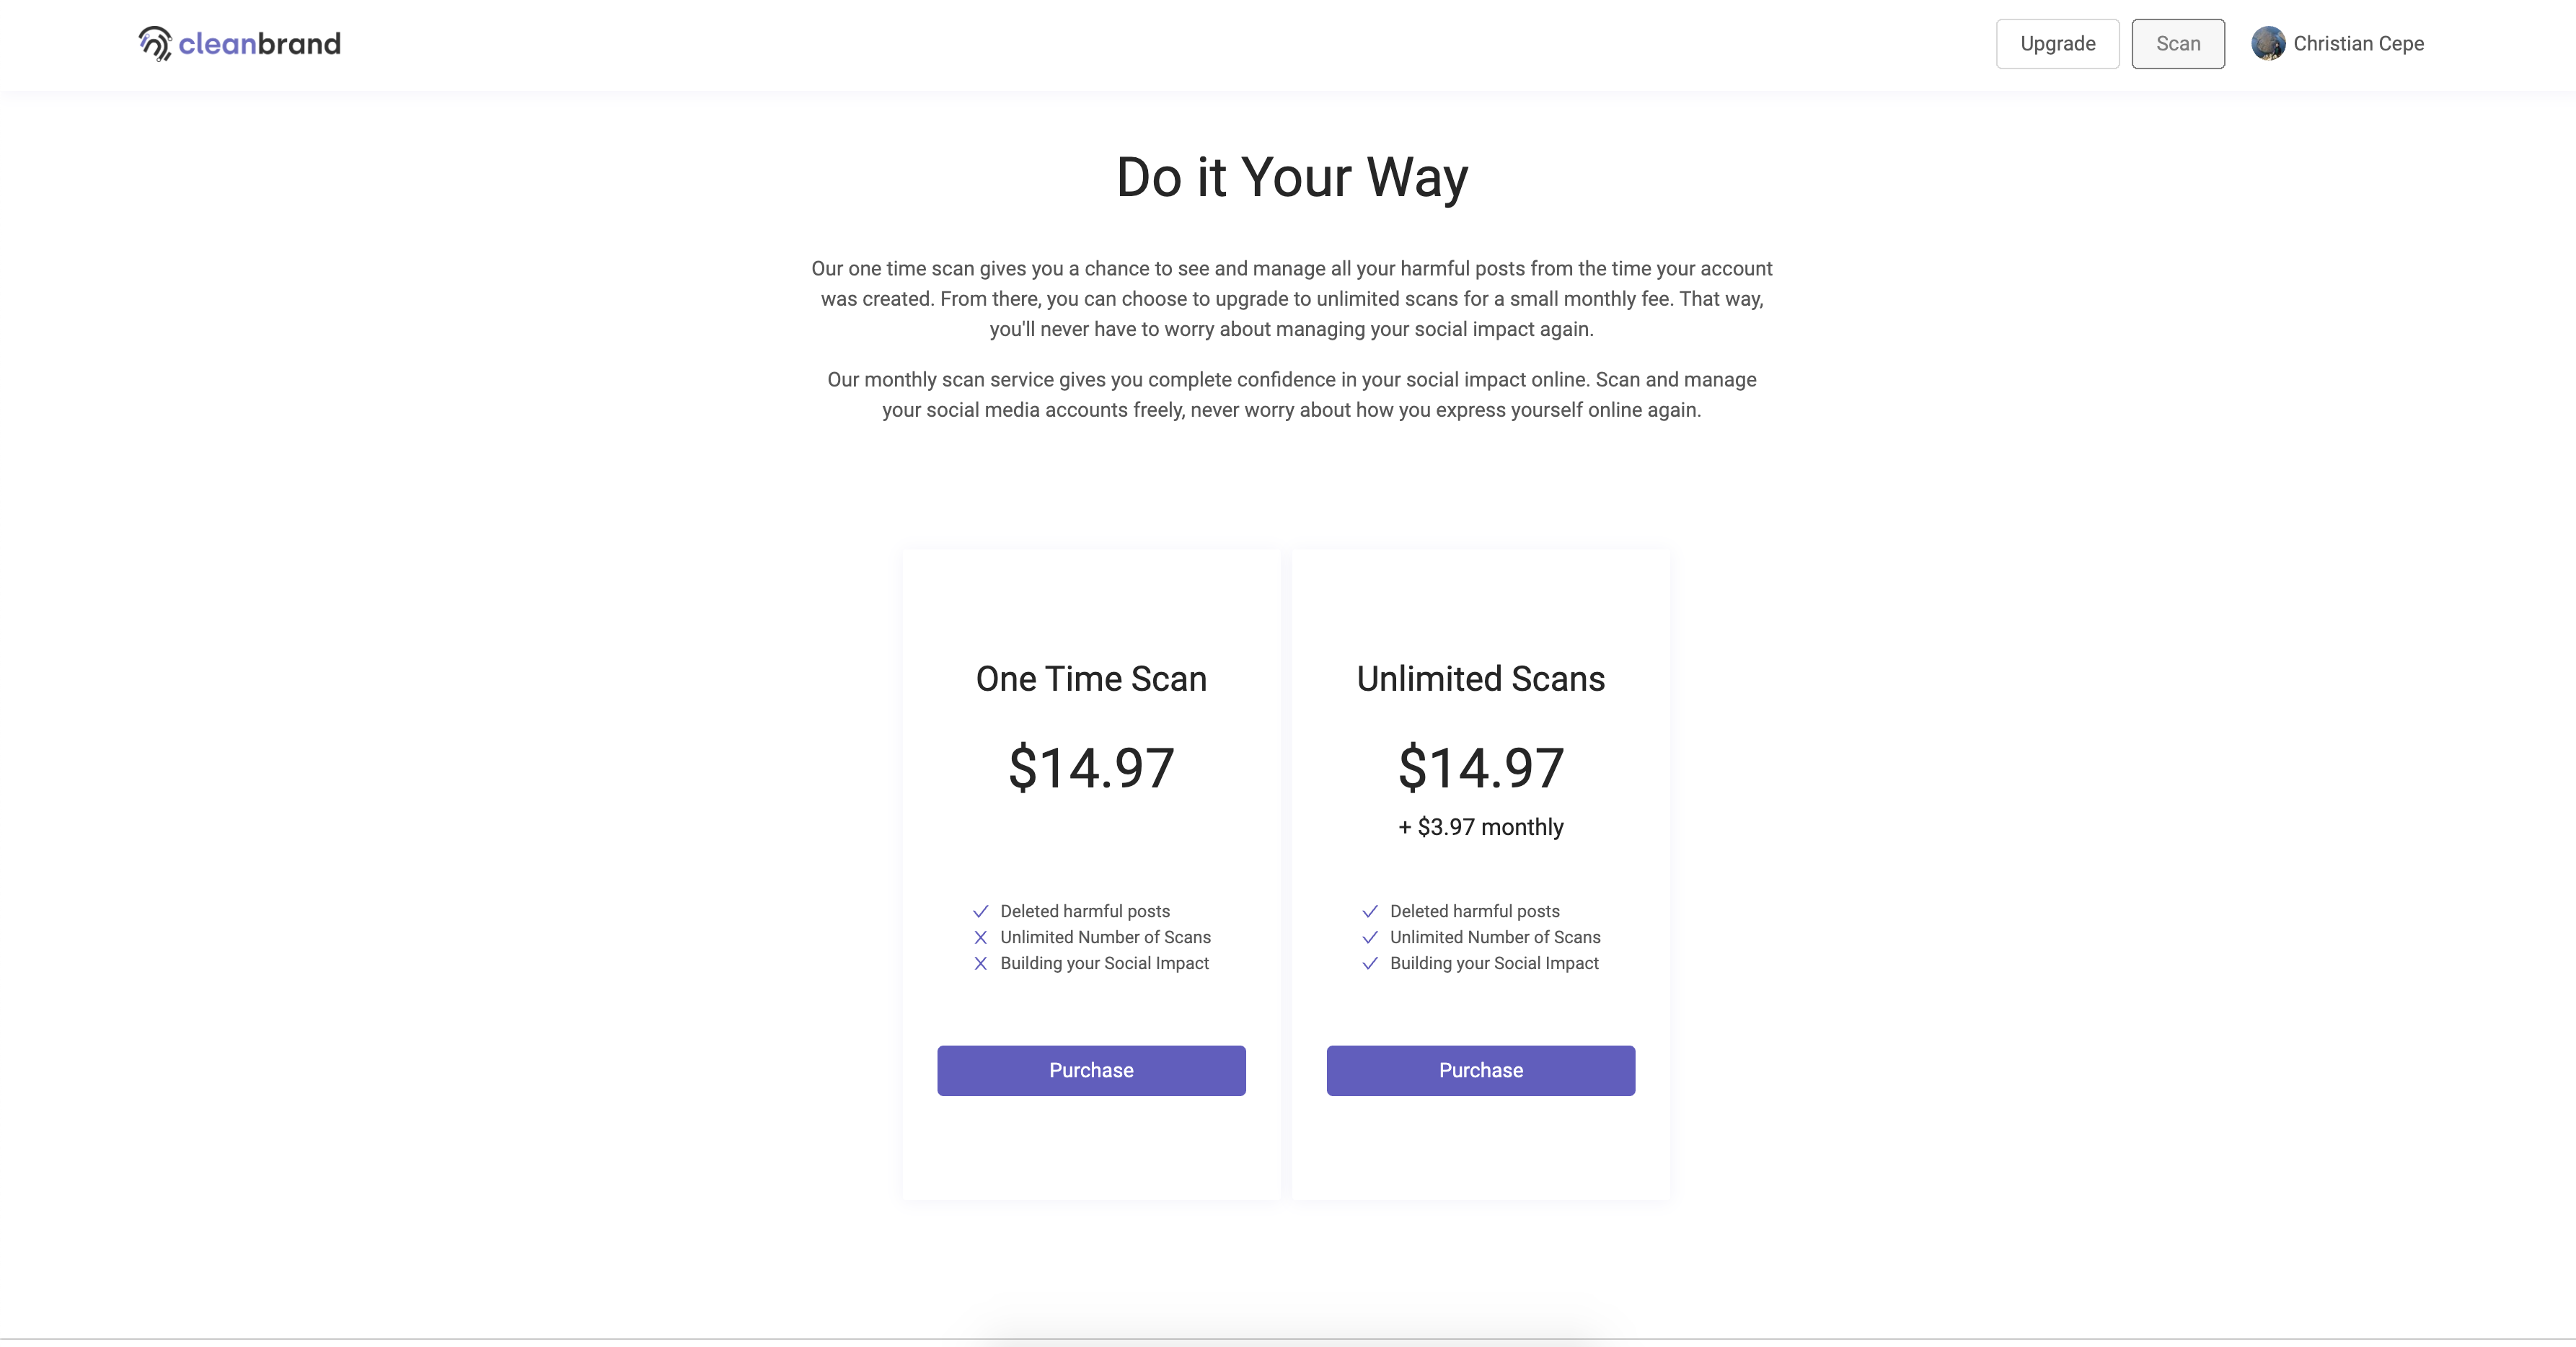 cleanbrand
Upgrade
Scan
Christian Cepe
Do it Your Way
Our one time scan gives you a chance to see and manage all your harmful posts from the time your account
was created. From there, you can choose to upgrade to unlimited scans for a small monthly fee. That way,
you'll never have to worry about managing your social impact again.
Our monthly scan service gives you complete confidence in your social impact online. Scan and manage
your social media accounts freely, never worry about how you express yourself online again.
One Time Scan
$14.97
Deleted harmful posts
Unlimited Number of Scans
Building your Social Impact
Purchase
Unlimited Scans
$14.97
+ $3.97 monthly
Deleted harmful posts
Unlimited Number of Scans
Building your Social Impact
Purchase